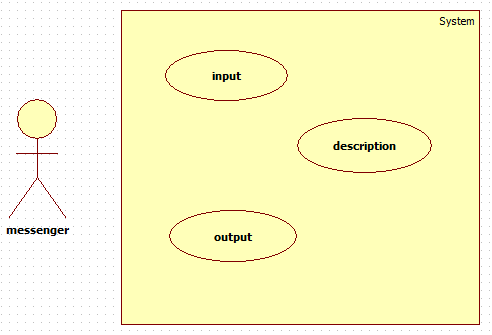 System
input
description
output
messenger